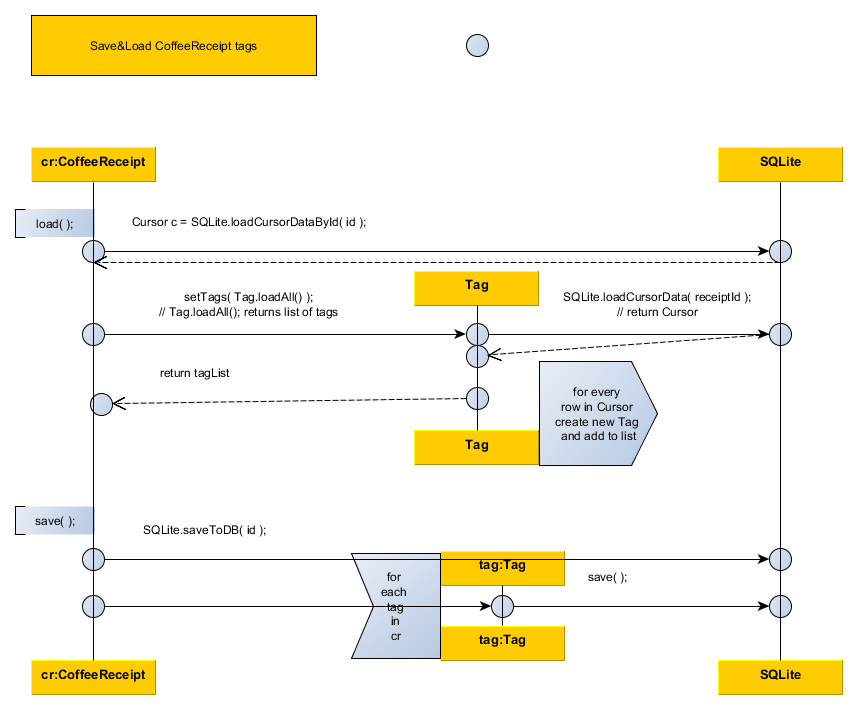 Save&Load CoffeeReceipt tags
cr:CoffeeReceipt
SQLite
load( );
Cursor c = SQLite.loadCursorDataById( id );
Tag
setTags( Tag.loadAll() );
// Tag.loadAll(); returns list of tags
SQLite.loadCursorData( receiptId );
// return Cursor
return tagList
for every
row in Cursor
create new Tag
and add to list
Tag
save( );
SQLite.saveToDB( id );
for
each
tag
in
cr
tag:Tag
save( );
tag:Tag
cr:CoffeeReceipt
SQLite